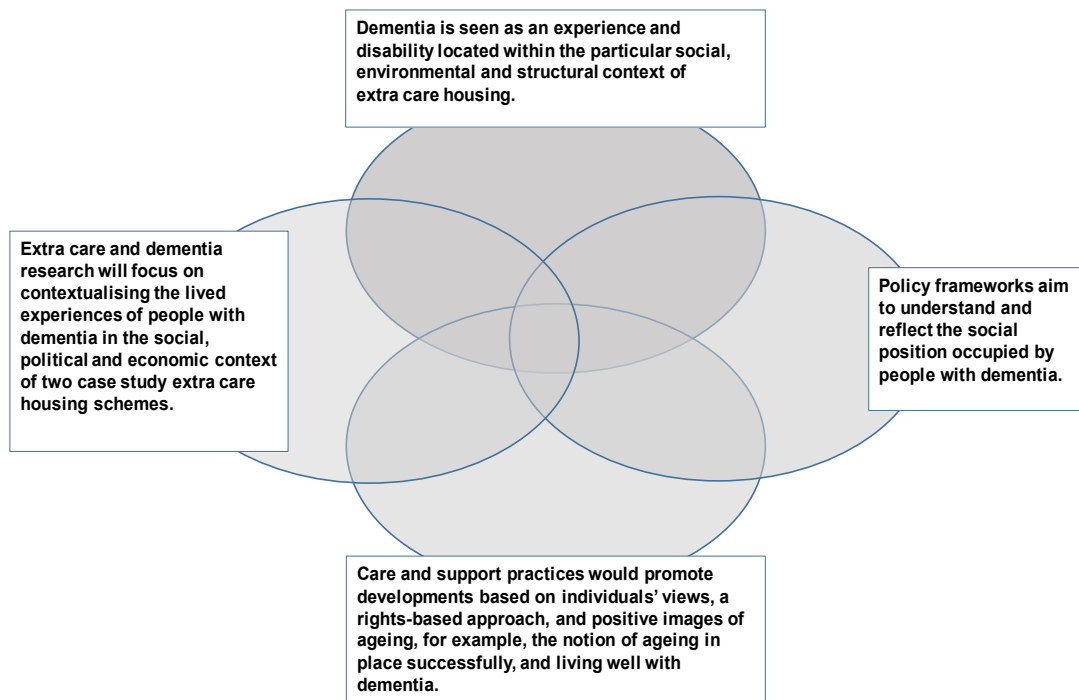 Dementia is seen as an experience and
disability located within the particular social,
environmental and structural context of
extra care housing.
Extra care and dementia
research will focus on
contextualising the lived
experiences of people with
dementia in the social,
political and economic context
of two case study extra care
housing schemes.
Policy frameworks aim
to understand and
reflect the social
position occupied by
people with dementia.
Care and support practices would promote
developments based on individuals’ views, a
rights-based approach, and positive images of
ageing, for example, the notion of ageing in
place successfully, and living well with
dementia.